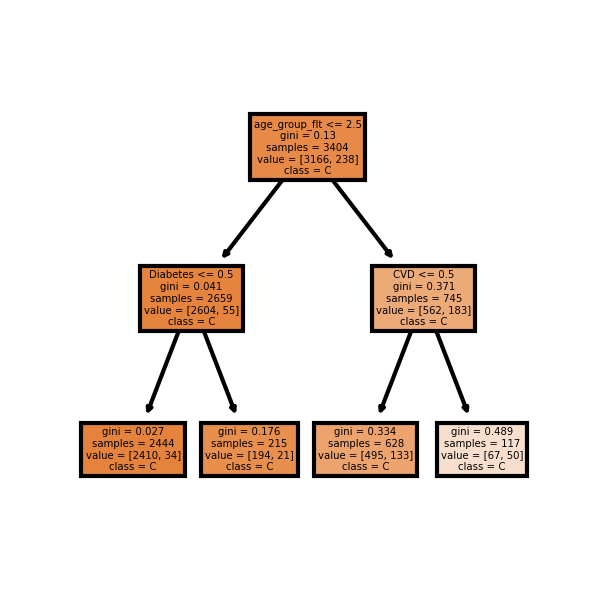 age_group_flt <= 2.5
gini = 0.13
samples = 3404
value = [3166, 238]
class = C
Diabetes <= 0.5
gini = 0.041
samples = 2659
value = [2604, 55]
class = C
CVD <= 0.5
gini = 0.371
samples = 745
value = [562, 183]
class = C
gini = 0.027
samples = 2444
value = [2410, 34]
class = C
gini = 0.176
samples = 215
value = [194, 21]
class = C
gini = 0.334
samples = 628
value = [495, 133]
class = C
gini = 0.489
samples = 117
value = [67, 50]
class = C